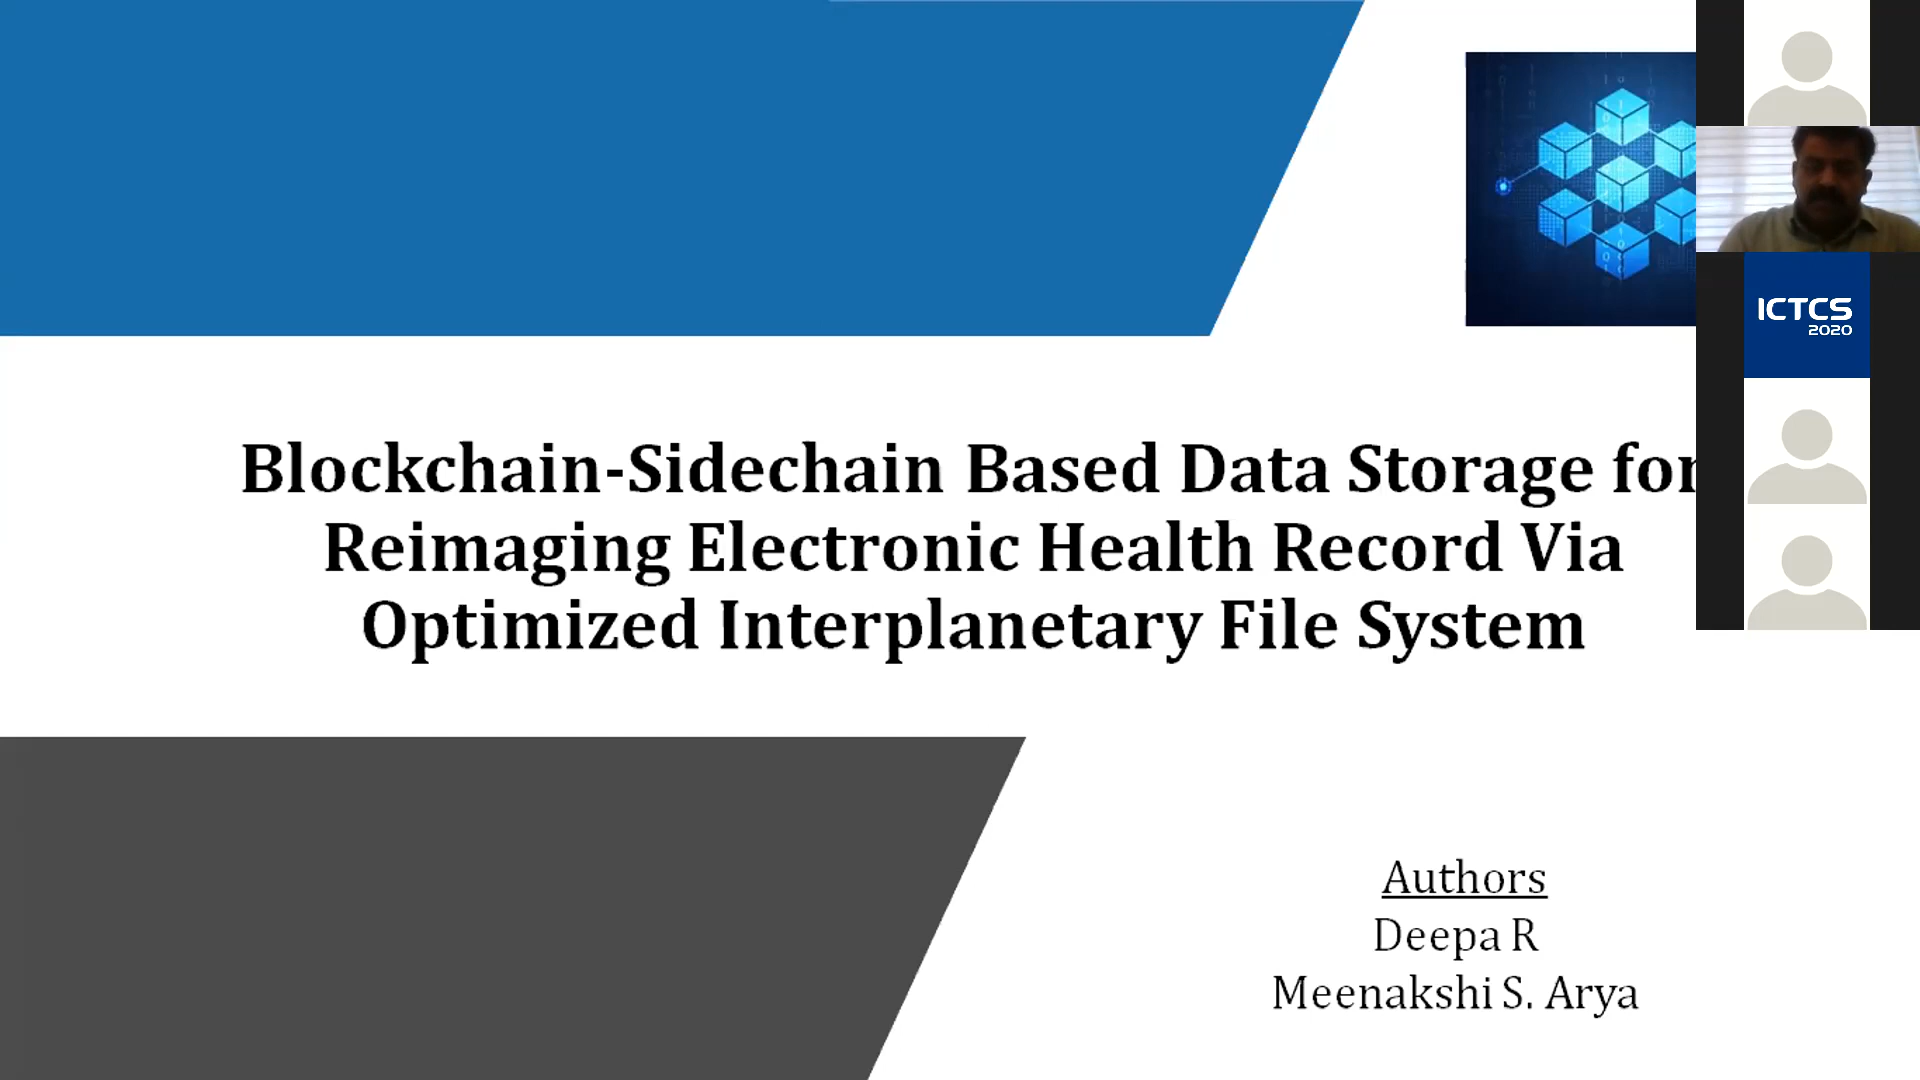 Blockchain-Sidechain Based Data Storage for
Reimaging Electronic Health Record Via
Optimized Interplanetary File System
Authors
Deepa R
Meenakshi S. Arya
ICTCS
2020